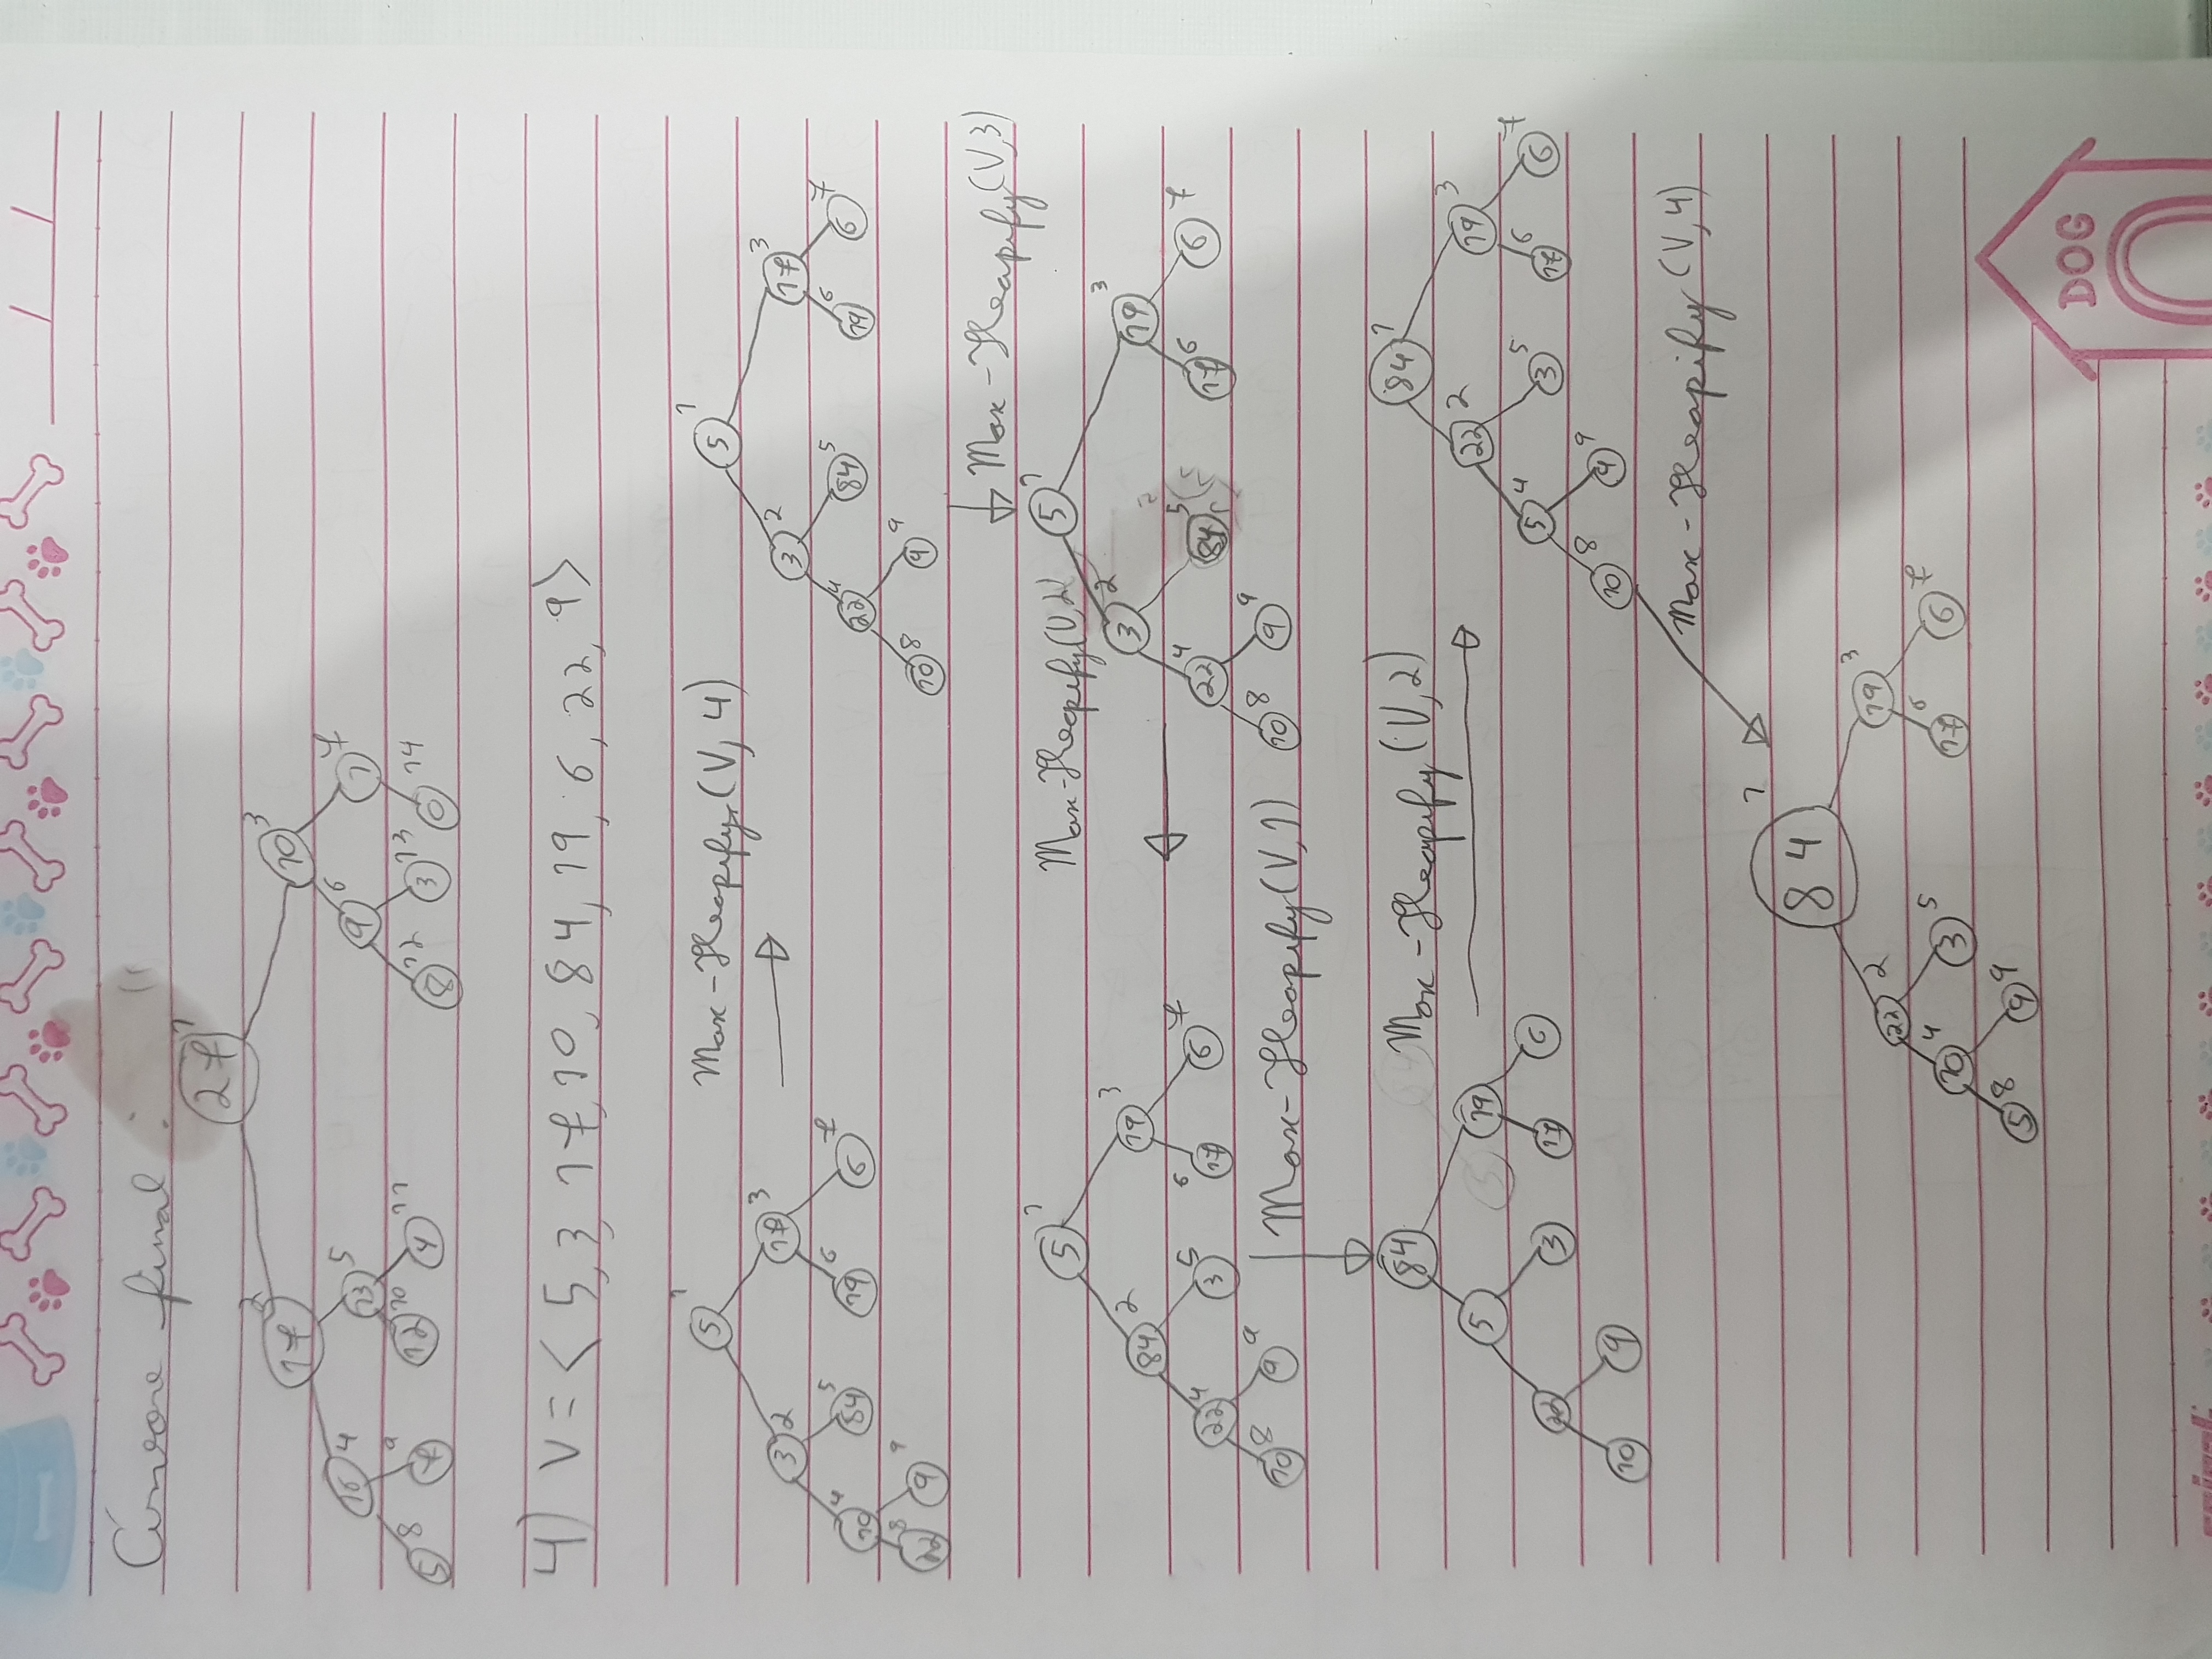 Árvore final :
27 1
17 2 10 3
16 4 13 5 9 6 1 7
5 8 7 9 12 10 4 11 8 12 3 13 0 14
4) V = < 5, 3, 17, 10, 84, 19, 6, 22, 9 >
Max-Heapify (V, 4)
5 1
3 2 17 3
10 4 84 5 19 6 6 7
22 8 9 9
5 1
3 2 17 3
22 4 84 5 19 6 6 7
10 8 9 9
Max-Heapify (V,3)
5 1
3 2 19 3
22 4 84 5 17 6 6 7
10 8 9 9
Max-Heapify (V,2)
5 1
84 2 19 3
22 4 3 5 17 6 6 7
10 8 9 9
Max-Heapify (V,1)
84
5 19
22 3 17 6
10 9
Max-Heapify (V,2)
84 1
22 2 19 3
5 4 3 5 17 6 6 7
10 8 9 9
Max-Heapify (V,4)
84 1
22 2 19 3
10 4 3 5 17 6 6 7
5 8 9 9
DOG